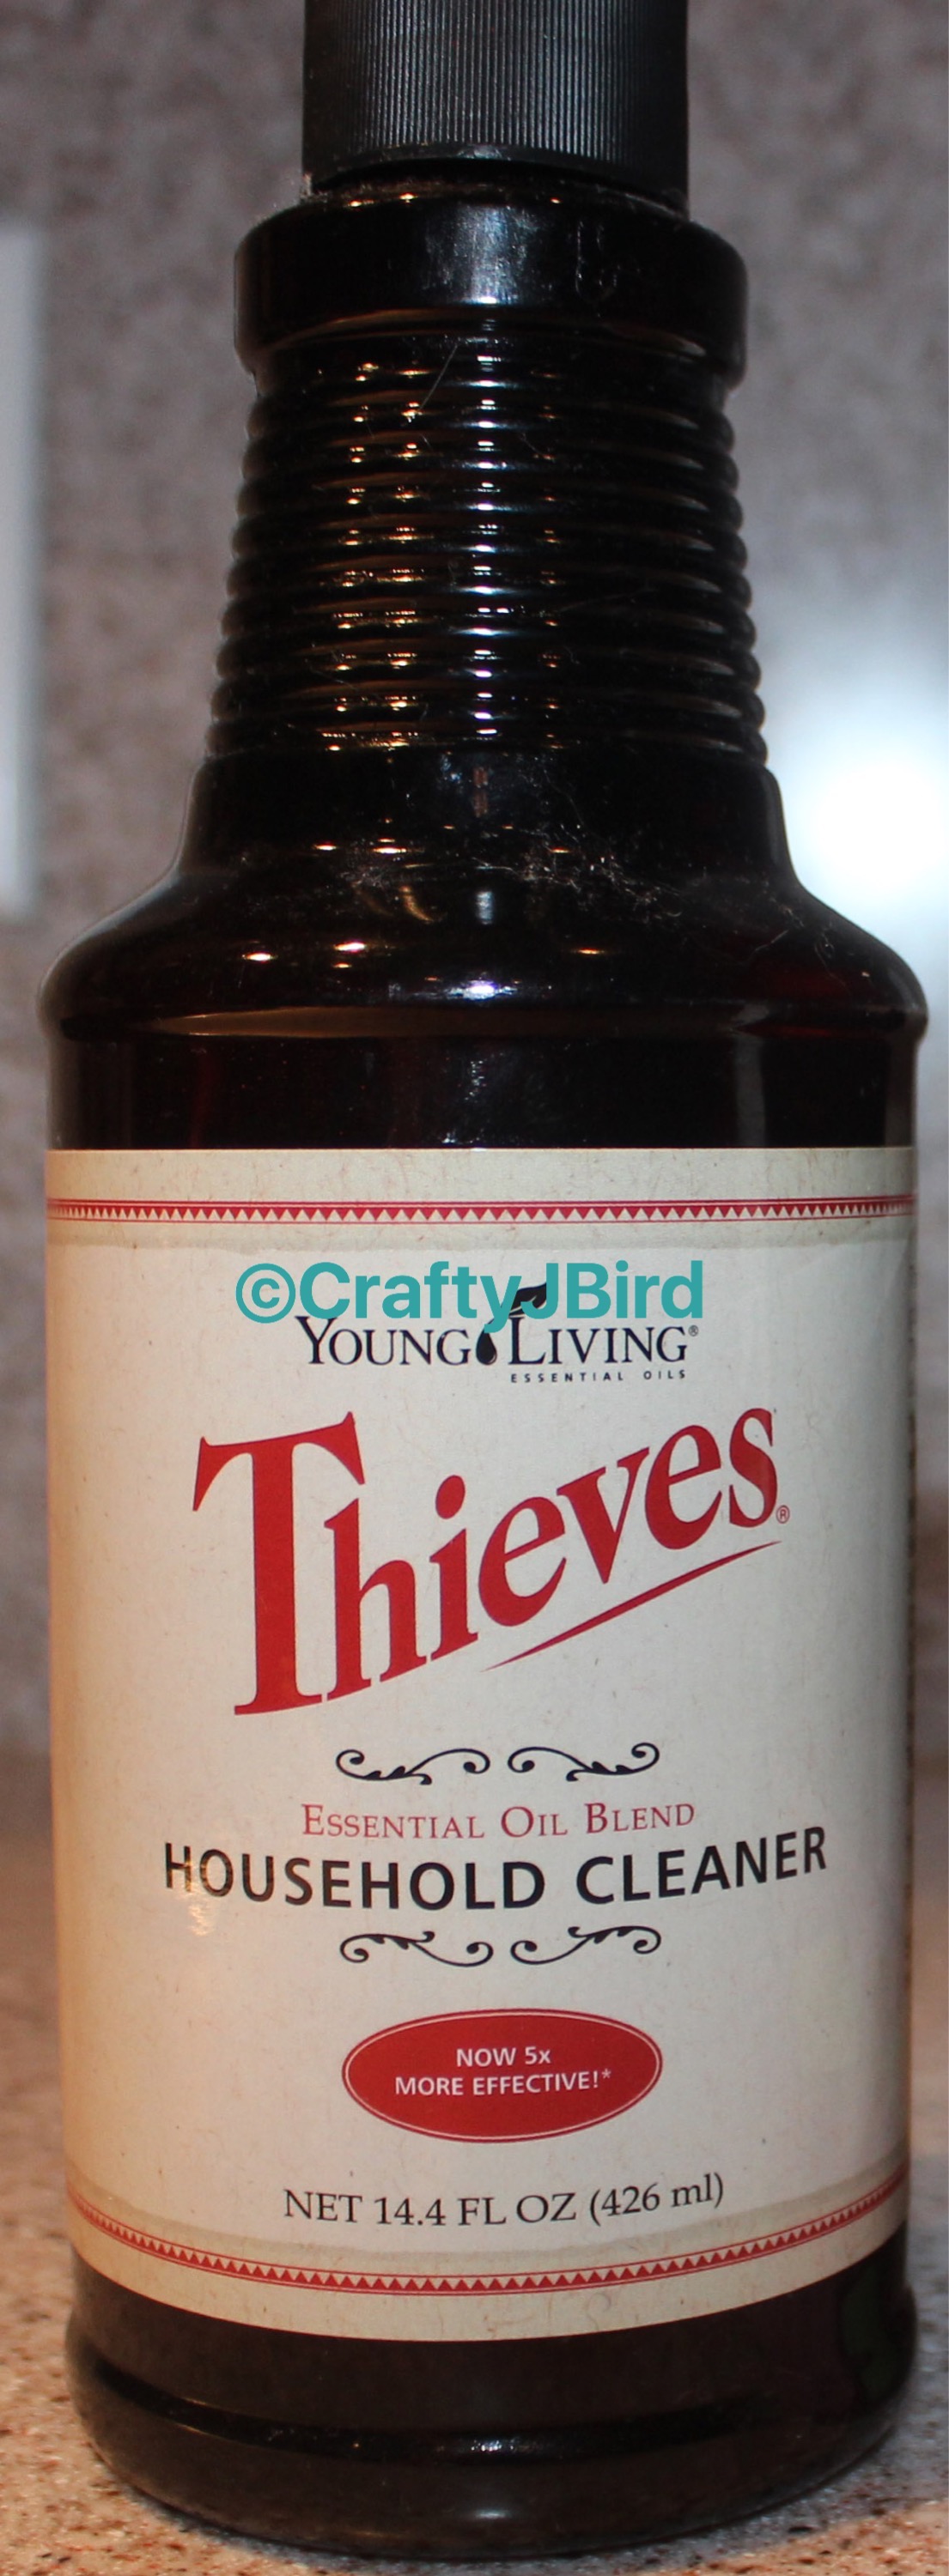 ©CraftyJBird
YOUNG LIVING®
ESSENTIAL OILS
THIEVES®
ESSENTIAL OIL BLEND
HOUSEHOLD CLEANER
NOW 5x
MORE EFFECTIVE!*
NET 14.4 FL OZ (426 ml)